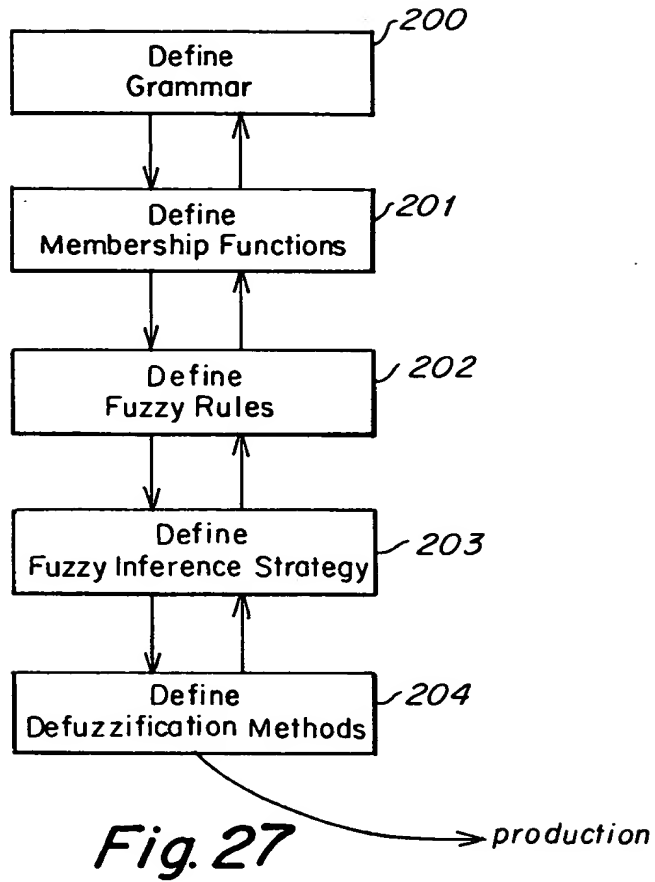 200
Define
Grammar
201
Define
Membership Functions
202
Define
Fuzzy Rules
203
Define
Fuzzy Inference Strategy
204
Define
Defuzzification Methods
production
Fig. 27